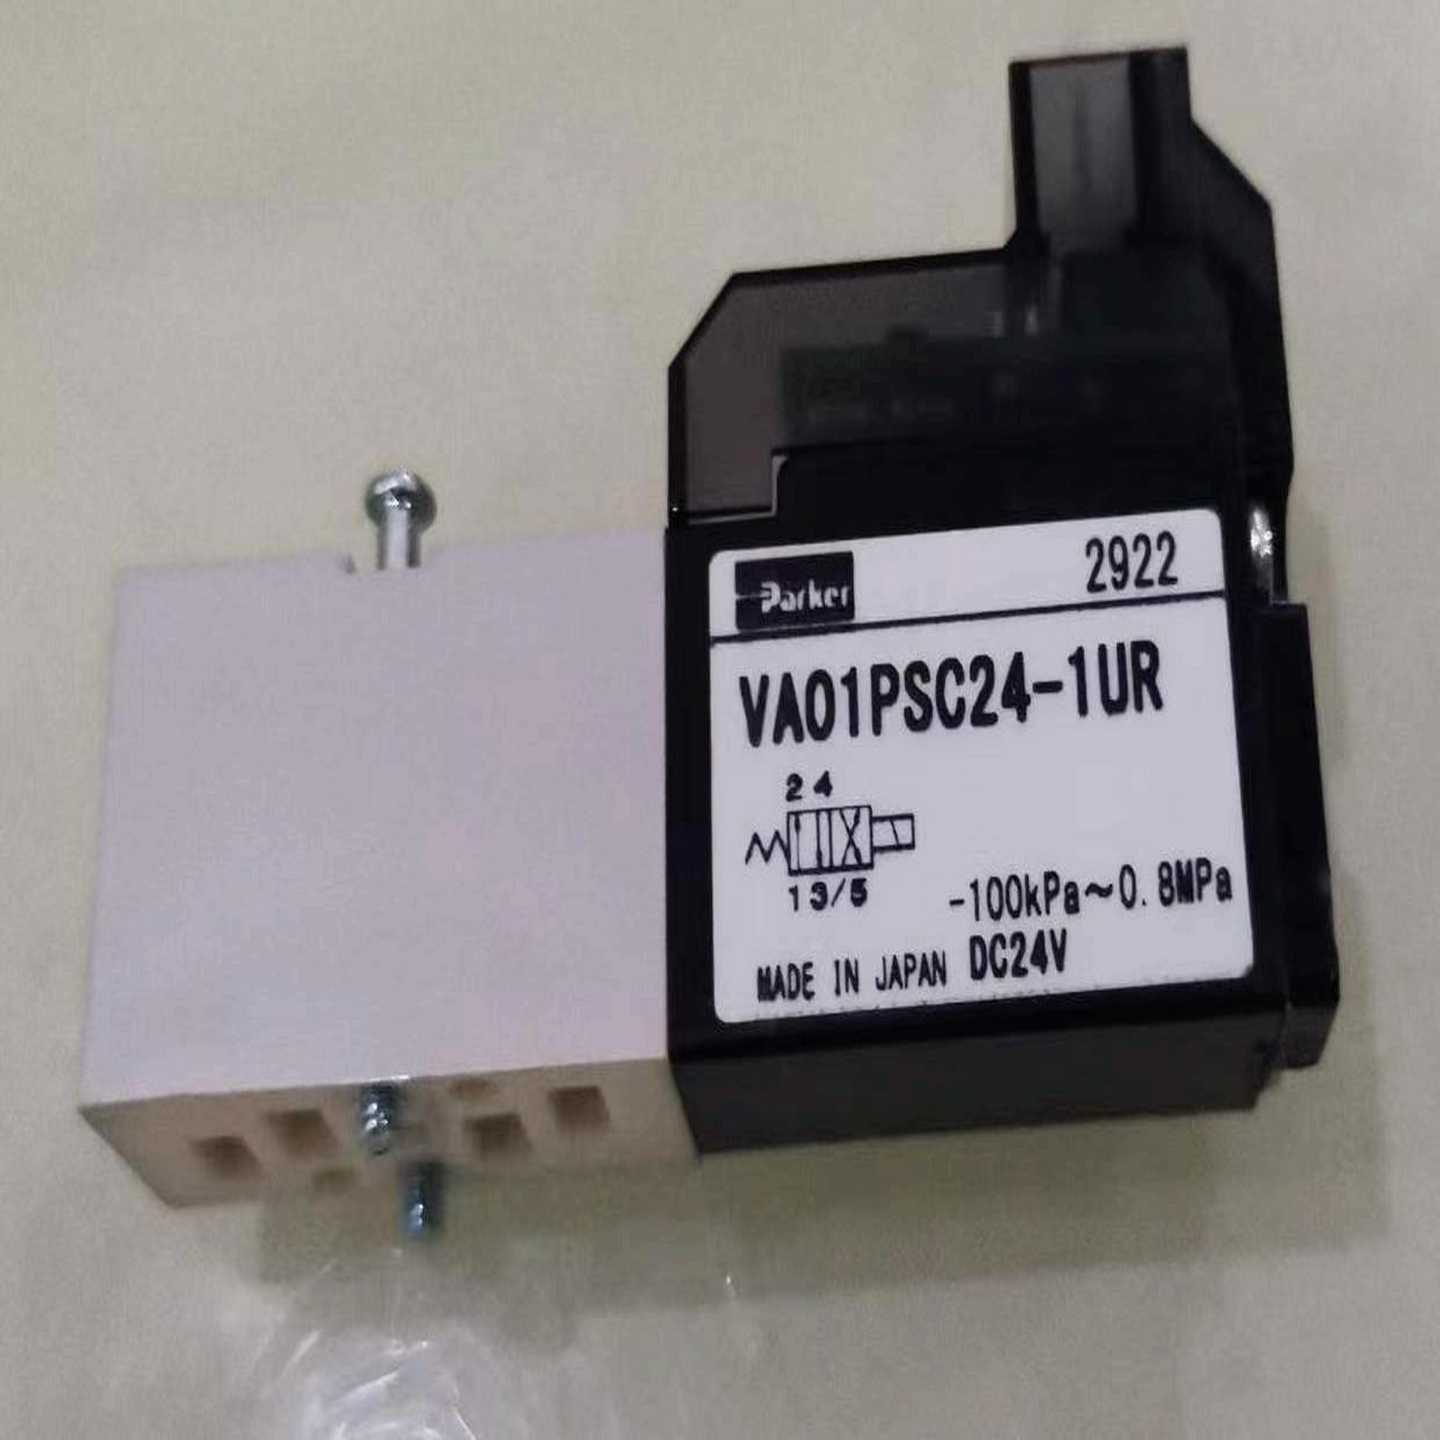 Parker 2922
VA01PSC24-1UR
2 4
1 3/5
-100kPa~0.8MPa
MADE IN JAPAN DC24V